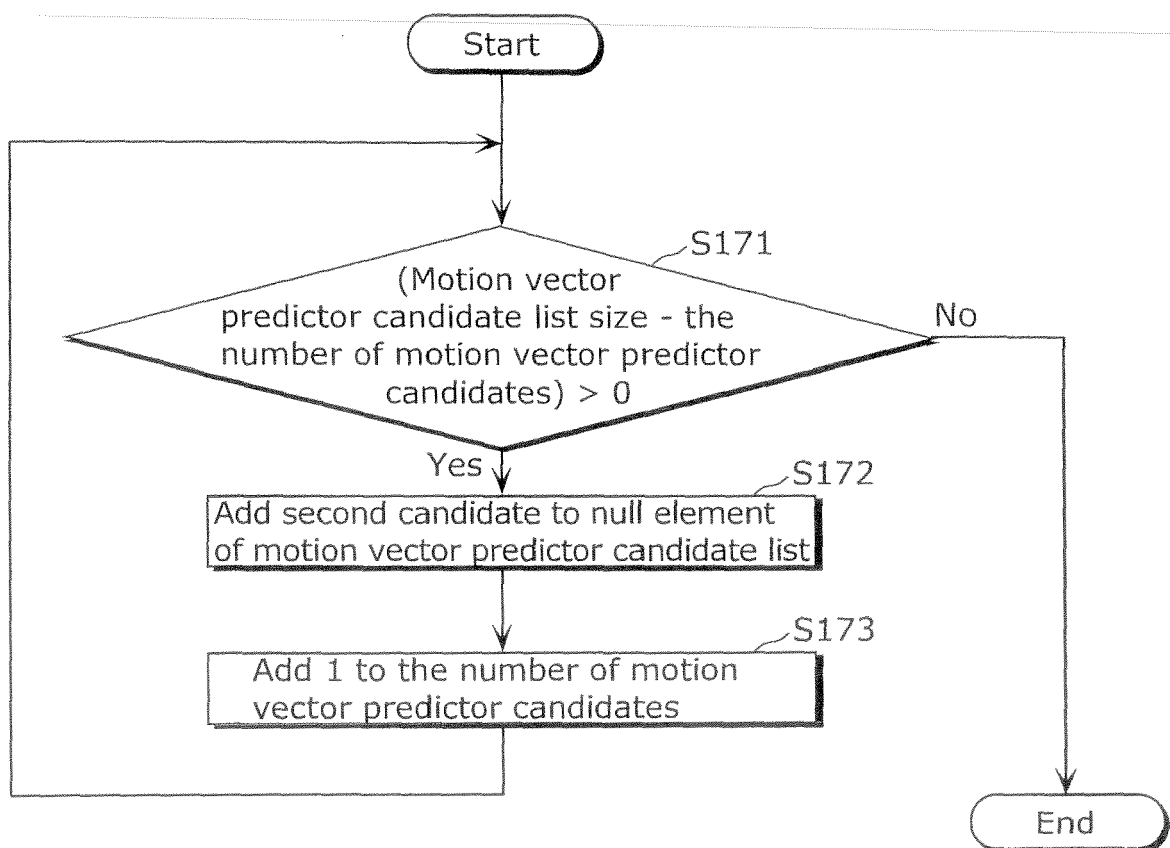 Start
S171
(Motion vector
predictor candidate list size - the
number of motion vector predictor
candidates) > 0
No
Yes
S172
Add second candidate to null element
of motion vector predictor candidate list
S173
Add 1 to the number of motion
vector predictor candidates
End